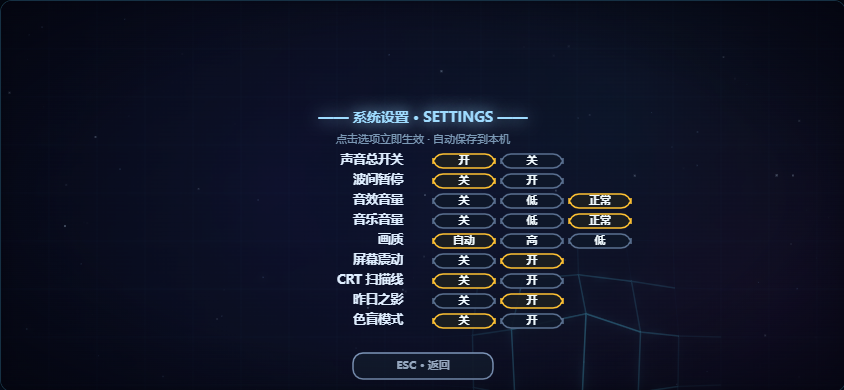 系统设置 • SETTINGS
点击选项立即生效 · 自动保存到本机
声音总开关 开 关
波间暂停 关 开
音效音量 关 低 正常
音乐音量 关 低 正常
画质 自动 高 低
屏幕震动 关 开
CRT 扫描线 关 开
昨日之影 关 开
色盲模式 关 开
ESC • 返回